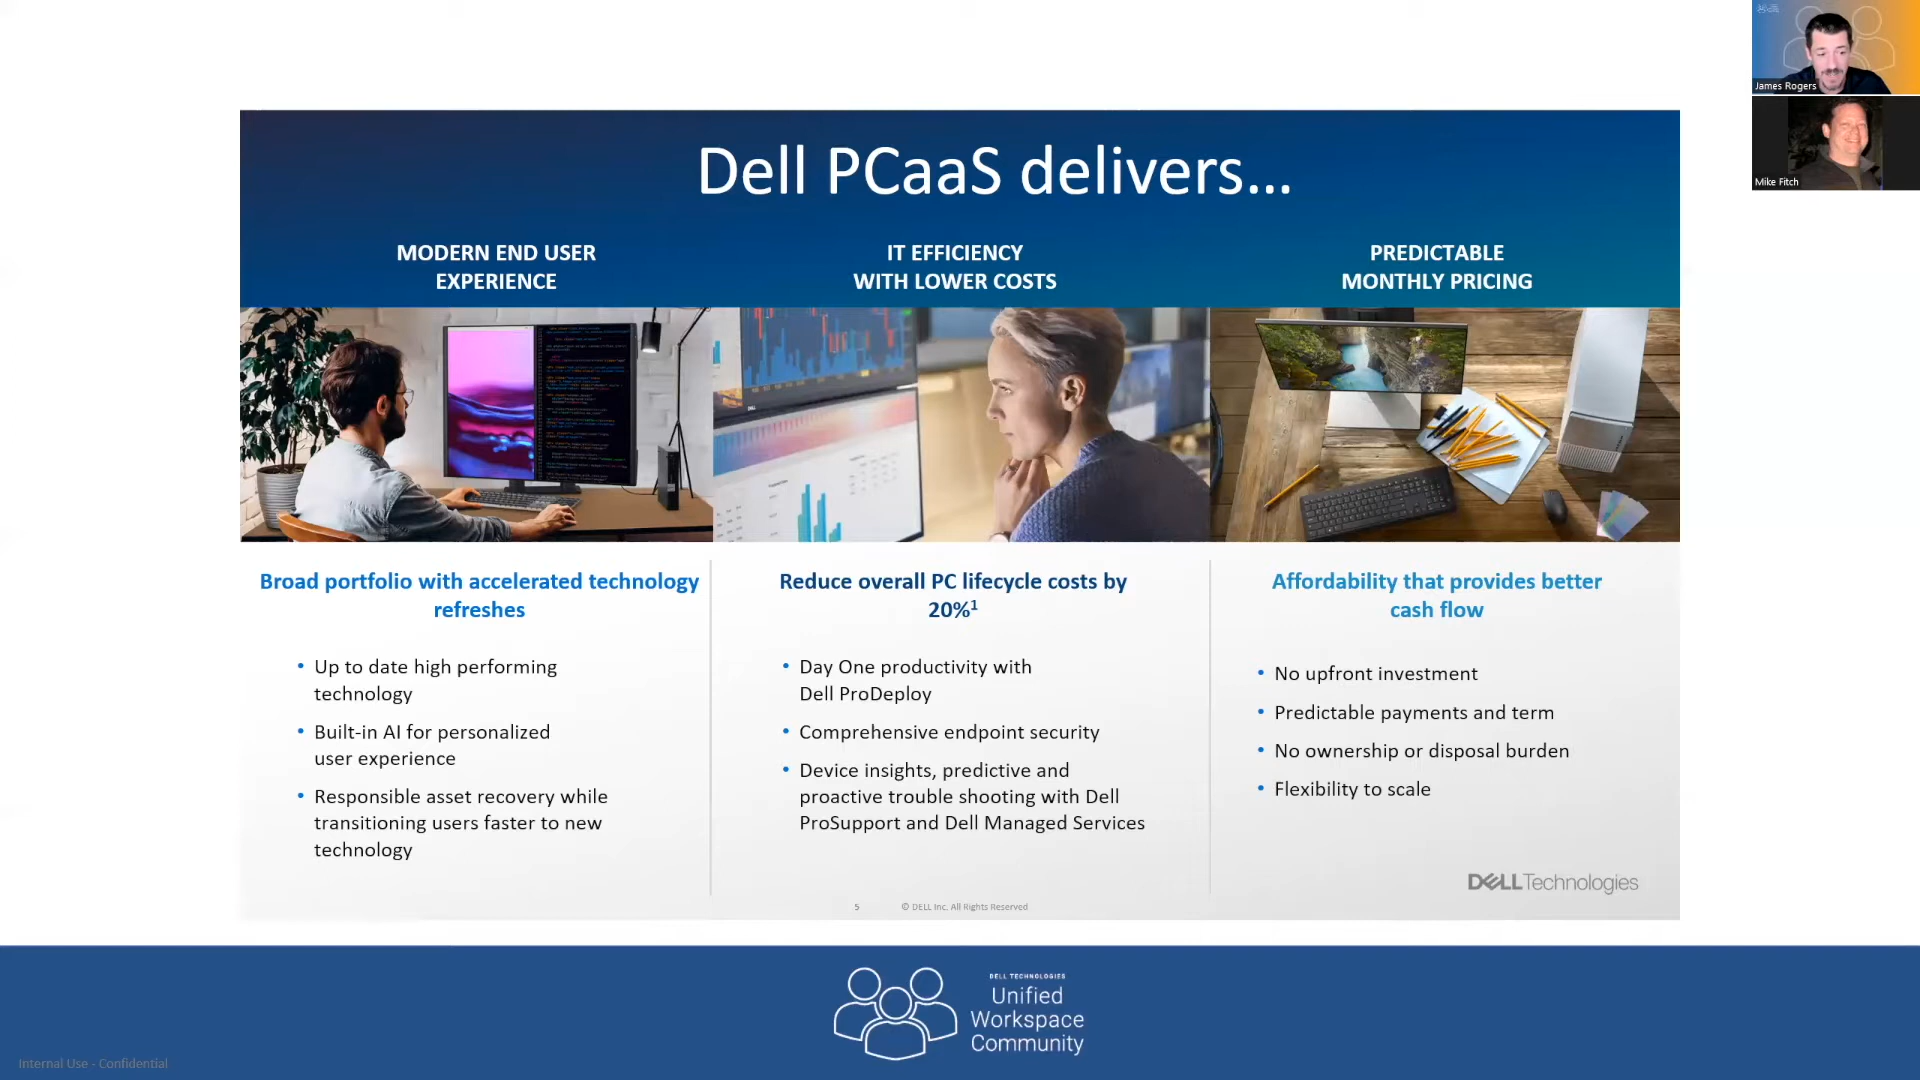 James Rogers
Mike Fitch
Dell PCaaS delivers...
MODERN END USER
EXPERIENCE
IT EFFICIENCY
WITH LOWER COSTS
PREDICTABLE
MONTHLY PRICING
Broad portfolio with accelerated technology
refreshes
• Up to date high performing
technology
• Built-in AI for personalized
user experience
• Responsible asset recovery while
transitioning users faster to new
technology
Reduce overall PC lifecycle costs by
20%¹
• Day One productivity with
Dell ProDeploy
• Comprehensive endpoint security
• Device insights, predictive and
proactive trouble shooting with Dell
ProSupport and Dell Managed Services
Affordability that provides better
cash flow
• No upfront investment
• Predictable payments and term
• No ownership or disposal burden
• Flexibility to scale
DELL Technologies
5 © DELL Inc. All Rights Reserved
DELL TECHNOLOGIES
Unified
Workspace
Community
Internal Use - Confidential